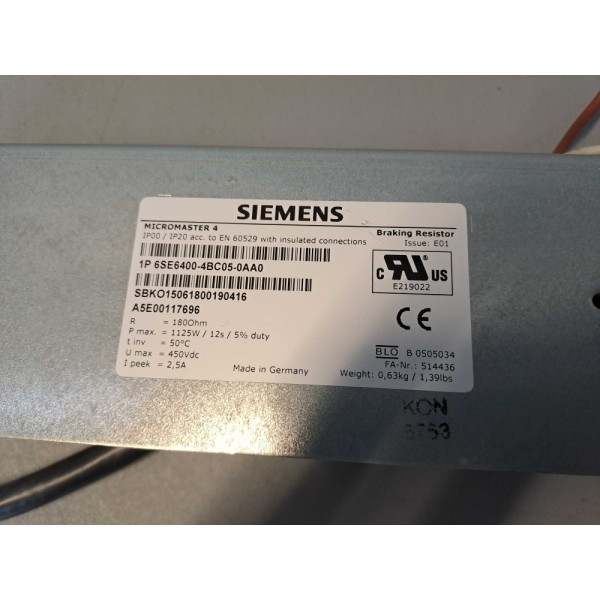 SIEMENS
MICROMASTER 4
Braking Resistor
IP00 / IP20 acc. to EN 60529 with insulated connections
Issue: E01
1P 6SE6400-4BC05-0AA0
SBKO15061800190416
A5E00117696
C RU US
E219022
CE
R = 180Ohm
P max. = 1125W / 12s / 5% duty
t inv = 50°C
U max = 450Vdc
I peek = 2,5A
Made in Germany
BLO B 0505034
FA-Nr.: 514436
Weight: 0,63kg / 1,39lbs
KON
5753